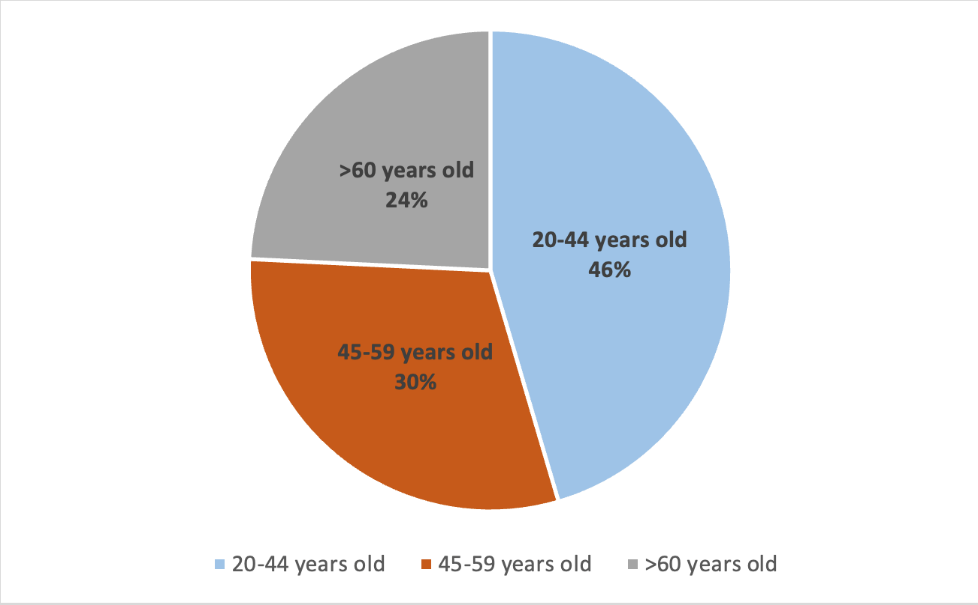 >60 years old
24%
20-44 years old
46%
45-59 years old
30%
20-44 years old
45-59 years old
>60 years old